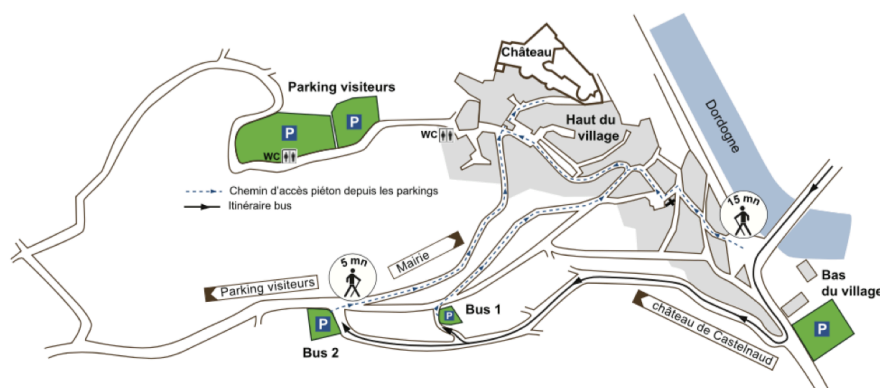 Château
Parking visiteurs
P
P
WC
WC
Haut du
village
Dordogne
Chemin d'accès piéton depuis les parkings
Itinéraire bus
15 mn
5 mn
Mairie
Parking visiteurs
P
Bus 2
P
Bus 1
château de Castelnaud
Bas
du village
P